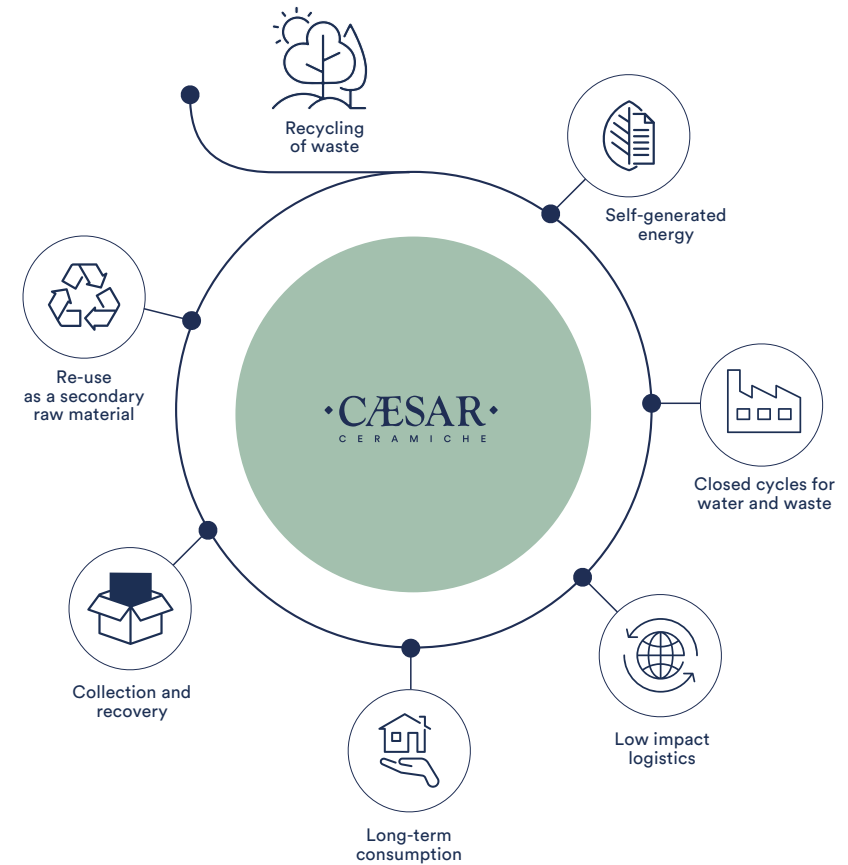 Recycling
of waste
Self-generated
energy
Closed cycles for
water and waste
Low impact
logistics
Long-term
consumption
Collection and
recovery
Re-use
as a secondary
raw material
CÆSAR
CERAMICHE